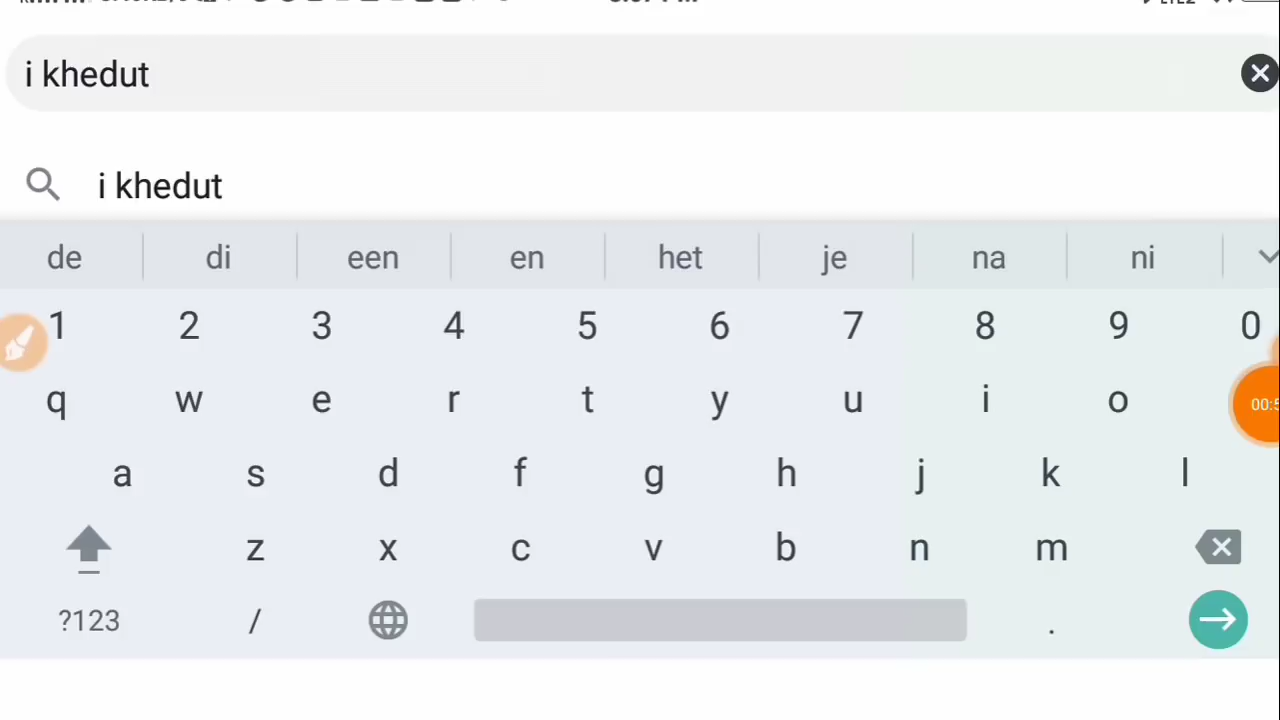 i khedut
i khedut
de di een en het je na ni
1 2 3 4 5 6 7 8 9 0
q w e r t y u i o
a s d f g h j k l
z x c v b n m
?123 / .